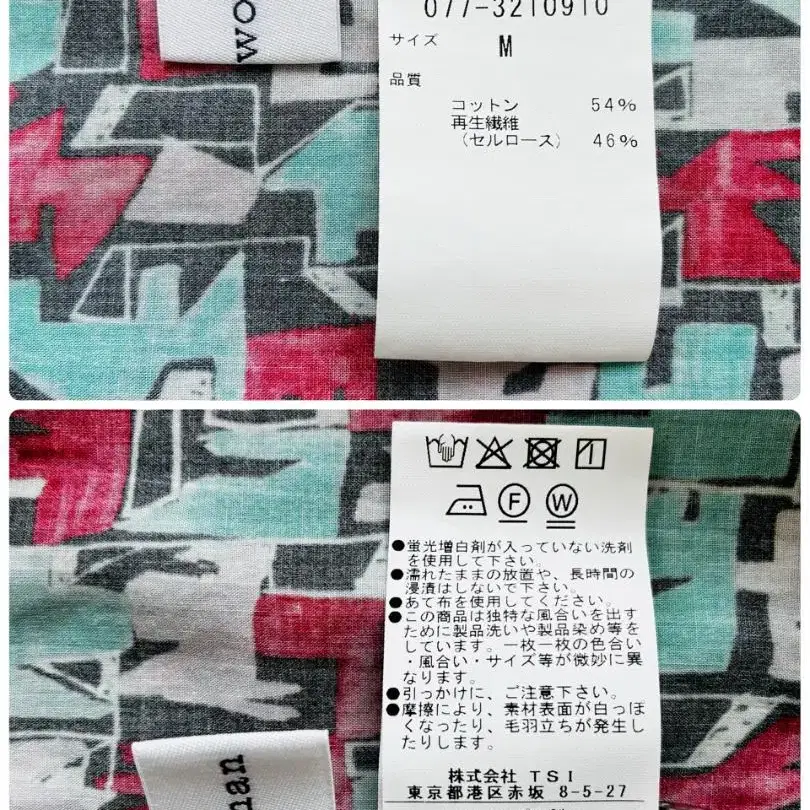 wo
077-3210910
サイズ M
品質
コットン 54%
再生繊維
(セルロース) 46%
●蛍光増白剤が入っていない洗剤
を使用して下さい。
●濡れたままの放置や、長時間の
浸漬はしないで下さい。
●あて布を使用してください。
●この商品は独特な風合いを出す
ために製品洗いや製品染め等を
しています。一枚一枚の色合い
・風合い・サイズ等が微妙に異
なります。
●引っかけに、ご注意下さい。
●摩擦により、素材表面が白っぽ
くなったり、毛羽立ちが発生し
たりします。
株式会社 TSI
東京都港区赤坂 8-5-27
nan